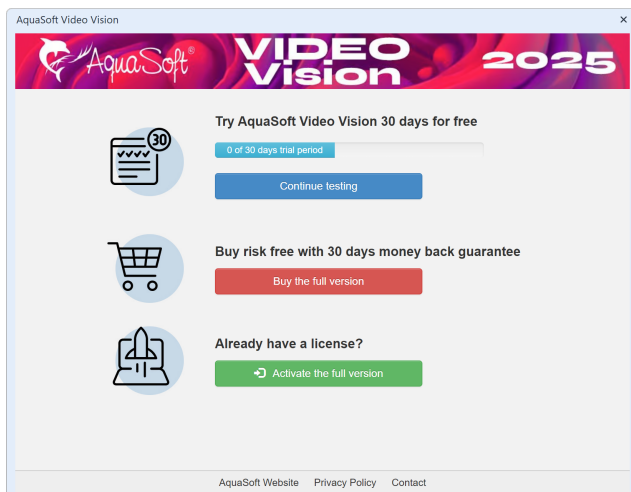 AquaSoft Video Vision
AquaSoft® VIDEO Vision 2025
Try AquaSoft Video Vision 30 days for free
30
0 of 30 days trial period
Continue testing
Buy risk free with 30 days money back guarantee
Buy the full version
Already have a license?
Activate the full version
AquaSoft Website Privacy Policy Contact